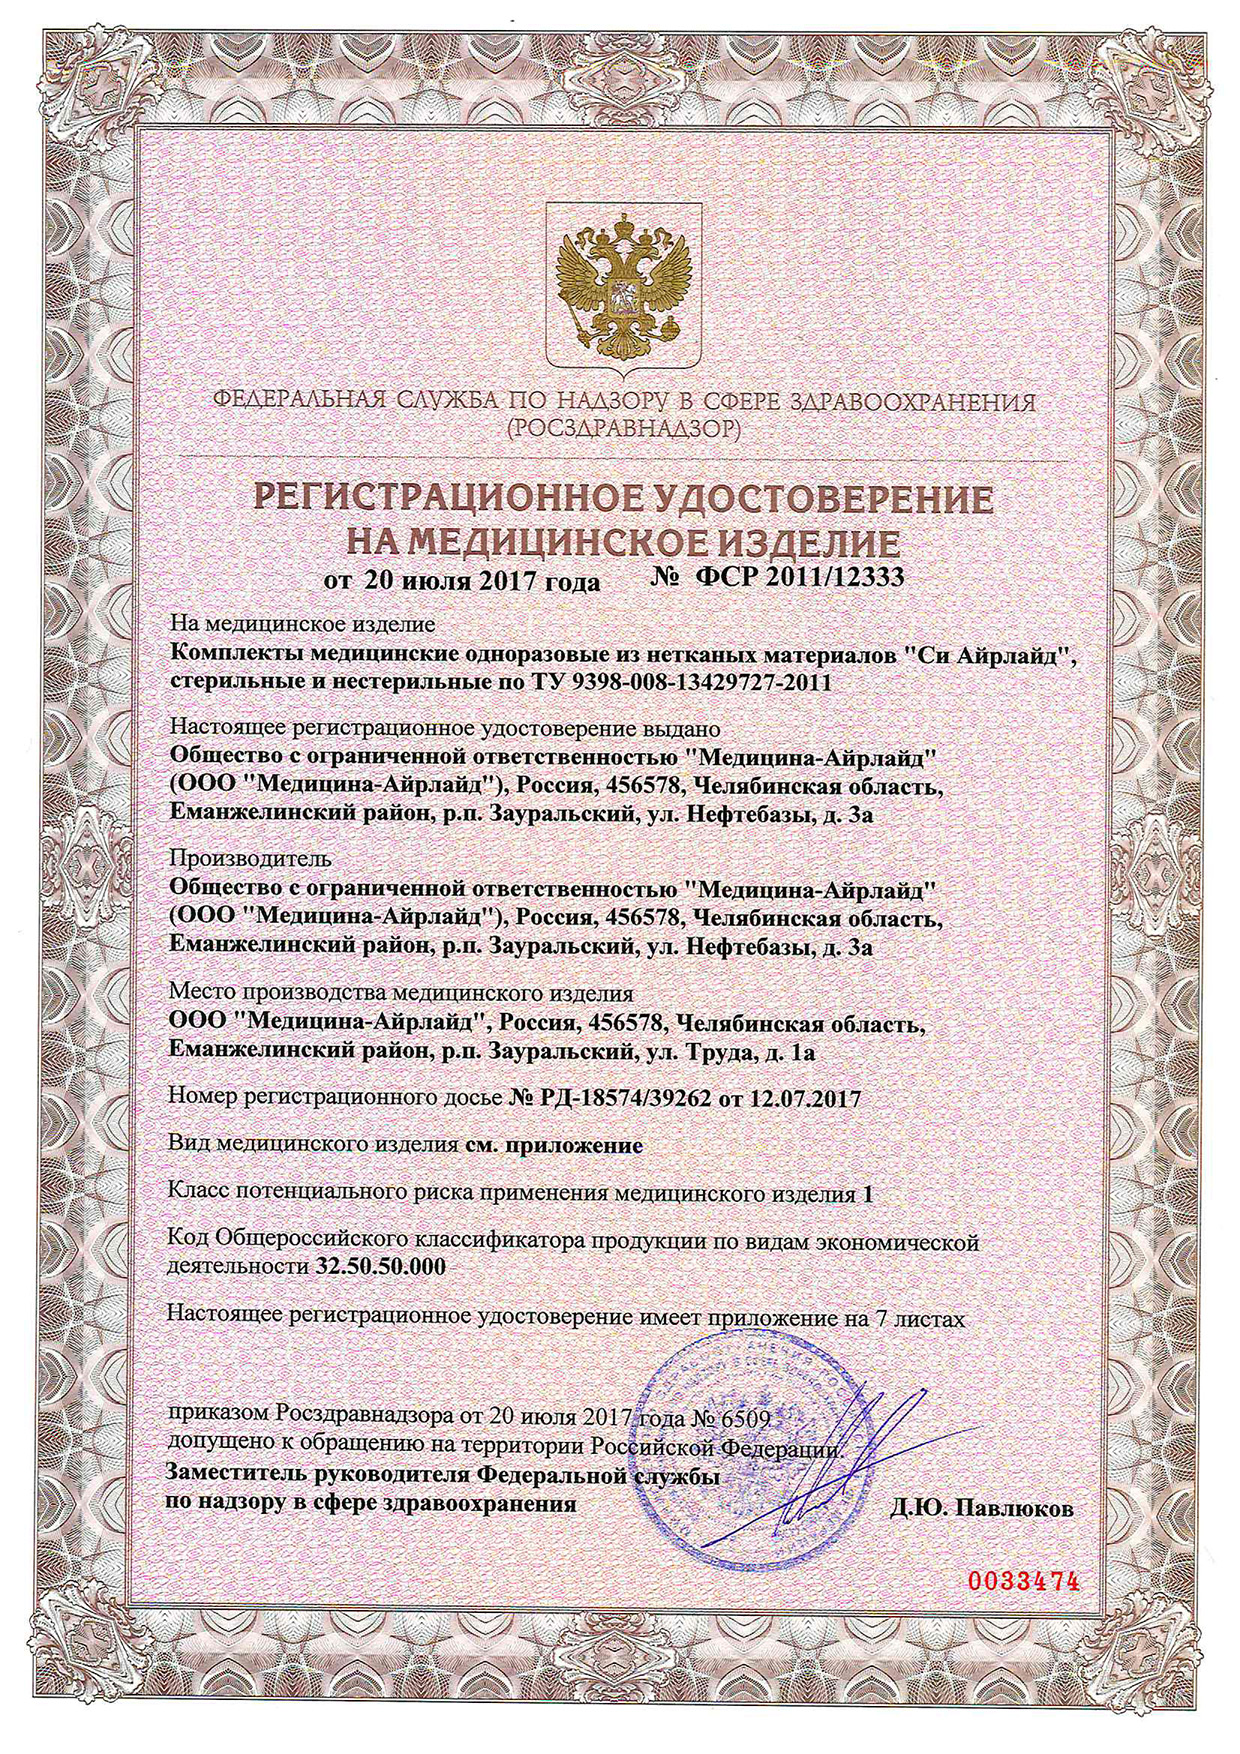 ФЕДЕРАЛЬНАЯ СЛУЖБА ПО НАДЗОРУ В СФЕРЕ ЗДРАВООХРАНЕНИЯ
(РОСЗДРАВНАДЗОР)
РЕГИСТРАЦИОННОЕ УДОСТОВЕРЕНИЕ
НА МЕДИЦИНСКОЕ ИЗДЕЛИЕ
от 20 июля 2017 года № ФСР 2011/12333
На медицинское изделие
Комплекты медицинские одноразовые из нетканых материалов "Си Айрлайд",
стерильные и нестерильные по ТУ 9398-008-13429727-2011
Настоящее регистрационное удостоверение выдано
Общество с ограниченной ответственностью "Медицина-Айрлайд"
(ООО "Медицина-Айрлайд"), Россия, 456578, Челябинская область,
Еманжелинский район, р.п. Зауральский, ул. Нефтебазы, д. 3а
Производитель
Общество с ограниченной ответственностью "Медицина-Айрлайд"
(ООО "Медицина-Айрлайд"), Россия, 456578, Челябинская область,
Еманжелинский район, р.п. Зауральский, ул. Нефтебазы, д. 3а
Место производства медицинского изделия
ООО "Медицина-Айрлайд", Россия, 456578, Челябинская область,
Еманжелинский район, р.п. Зауральский, ул. Труда, д. 1а
Номер регистрационного досье № РД-18574/39262 от 12.07.2017
Вид медицинского изделия см. приложение
Класс потенциального риска применения медицинского изделия 1
Код Общероссийского классификатора продукции по видам экономической
деятельности 32.50.50.000
Настоящее регистрационное удостоверение имеет приложение на 7 листах
приказом Росздравнадзора от 20 июля 2017 года № 6509
допущено к обращению на территории Российской Федерации.
Заместитель руководителя Федеральной службы
по надзору в сфере здравоохранения
Д.Ю. Павлюков
0033474